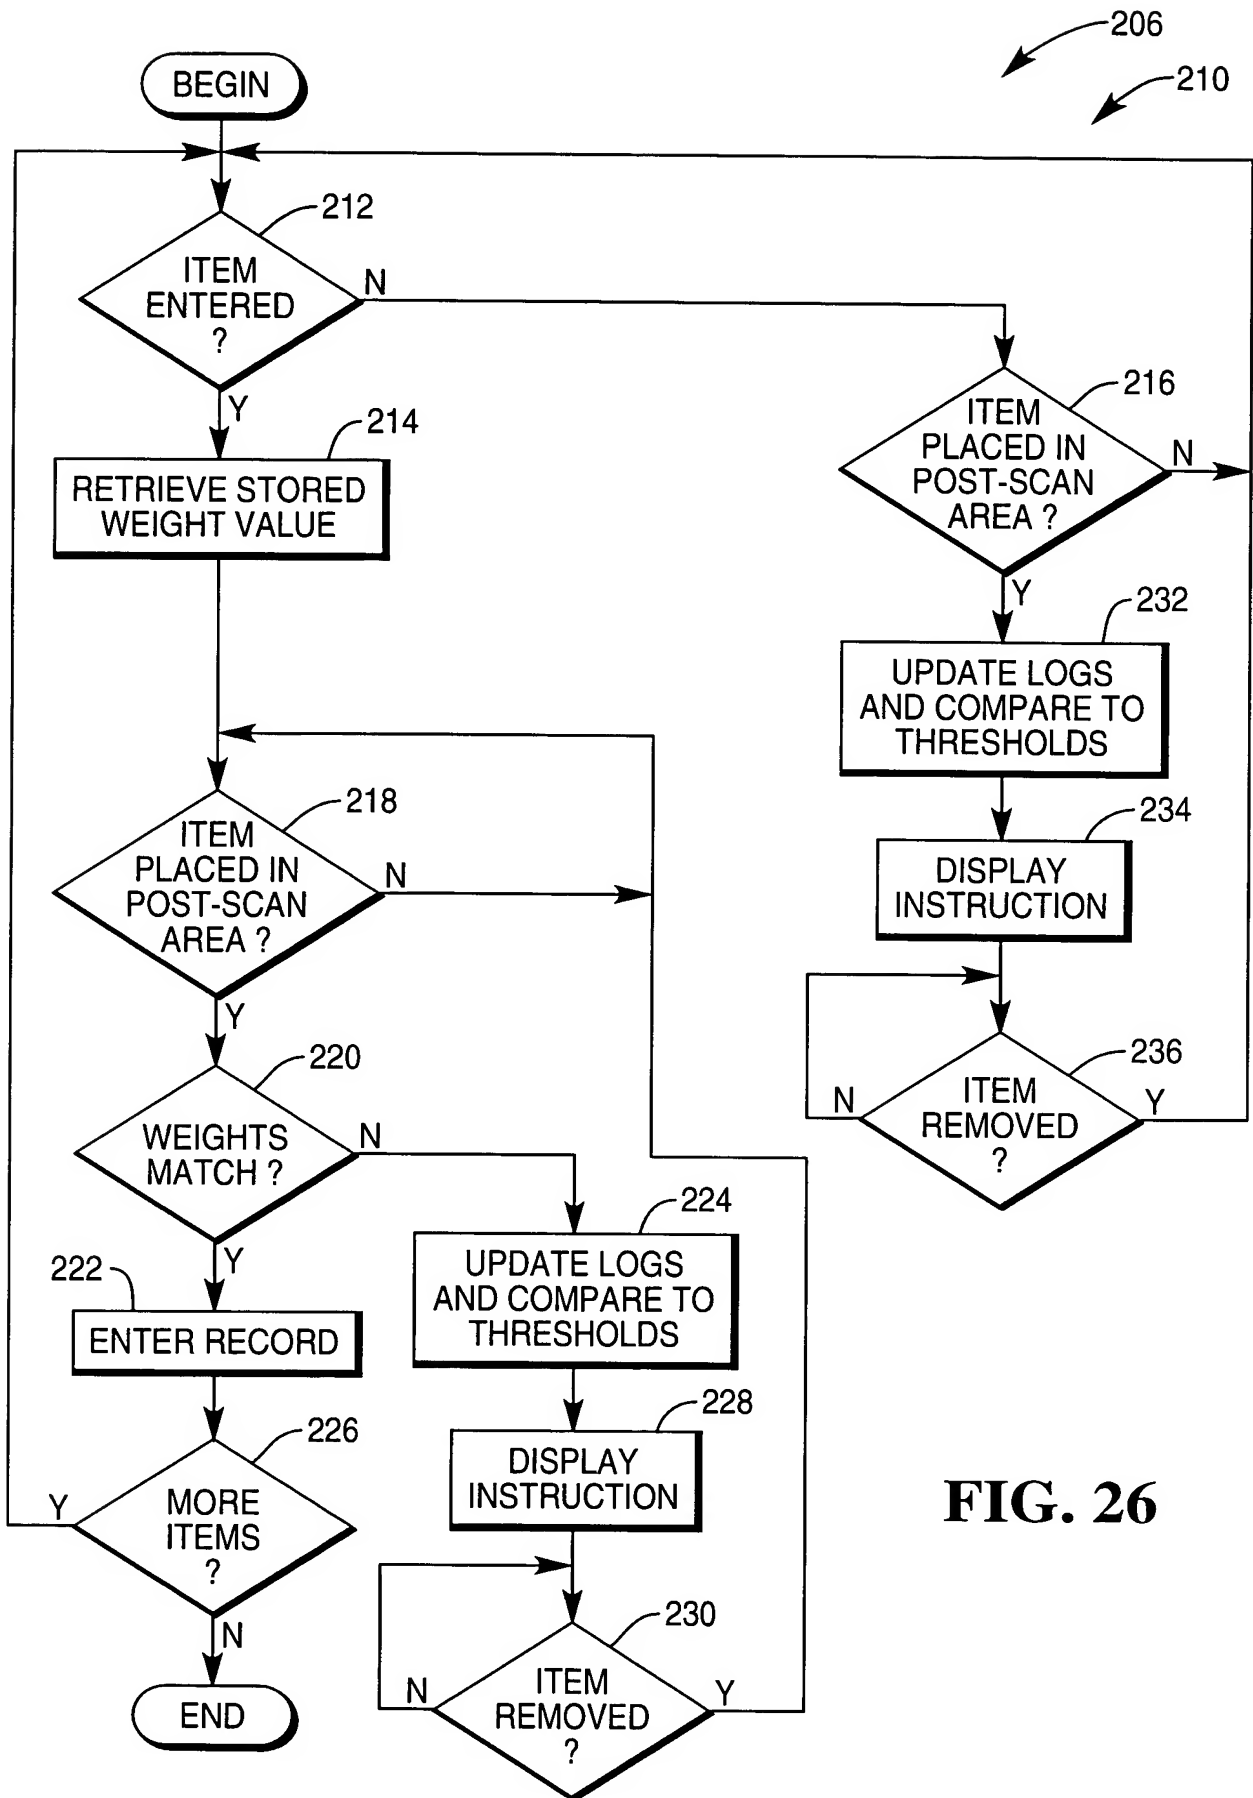 206
210
BEGIN
212
ITEM
ENTERED
?
N
Y
214
RETRIEVE STORED
WEIGHT VALUE
216
ITEM
PLACED IN
POST-SCAN
AREA ?
N
Y
232
UPDATE LOGS
AND COMPARE TO
THRESHOLDS
234
DISPLAY
INSTRUCTION
236
ITEM
REMOVED
?
N
Y
218
ITEM
PLACED IN
POST-SCAN
AREA ?
N
Y
220
WEIGHTS
MATCH ?
N
Y
222
ENTER RECORD
224
UPDATE LOGS
AND COMPARE TO
THRESHOLDS
226
MORE
ITEMS
?
Y
N
END
228
DISPLAY
INSTRUCTION
230
ITEM
REMOVED
?
N
Y
FIG. 26